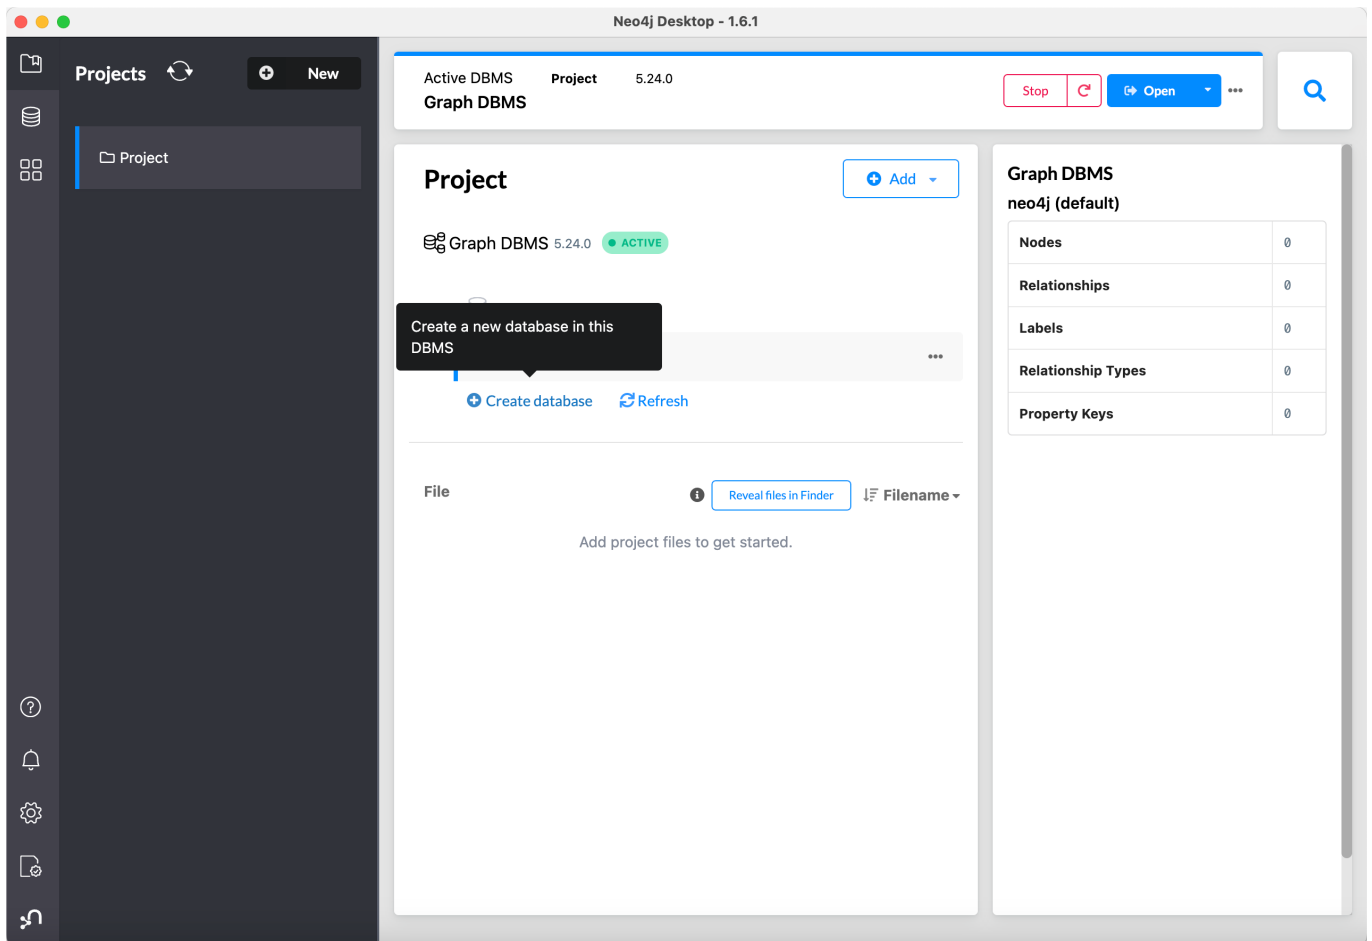 Neo4j Desktop - 1.6.1
Projects
New
Project
Active DBMS Project 5.24.0
Graph DBMS
Stop
Open
Project
Add
Graph DBMS 5.24.0 ACTIVE
Create a new database in this
DBMS
Create database
Refresh
File
Reveal files in Finder
Filename
Add project files to get started.
Graph DBMS
neo4j (default)
Nodes 0
Relationships 0
Labels 0
Relationship Types 0
Property Keys 0